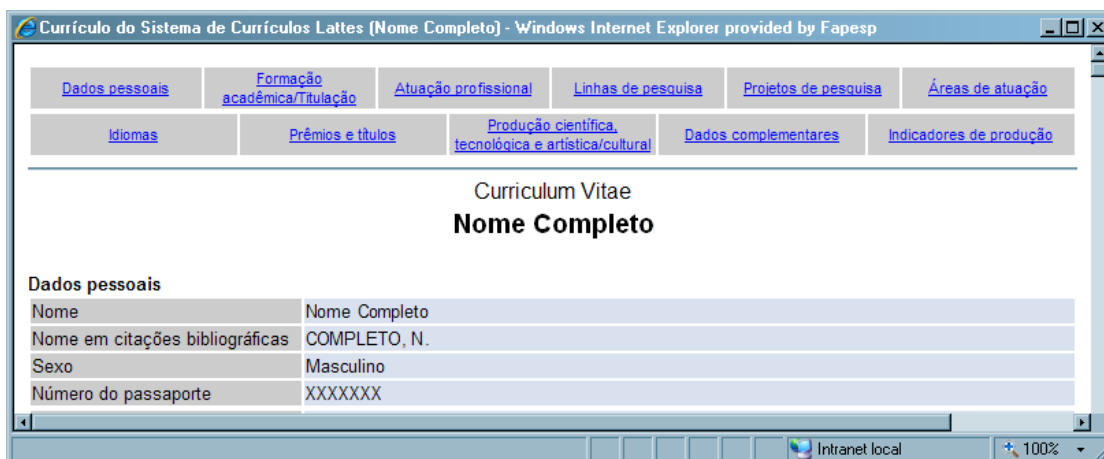 Currículo do Sistema de Currículos Lattes (Nome Completo) - Windows Internet Explorer provided by Fapesp
Dados pessoais
Formação
acadêmica/Titulação
Atuação profissional
Linhas de pesquisa
Projetos de pesquisa
Áreas de atuação
Idiomas
Prêmios e títulos
Produção científica,
tecnológica e artística/cultural
Dados complementares
Indicadores de produção
Curriculum Vitae
Nome Completo
Dados pessoais
Nome Nome Completo
Nome em citações bibliográficas COMPLETO, N.
Sexo Masculino
Número do passaporte XXXXXXX
Intranet local 100%